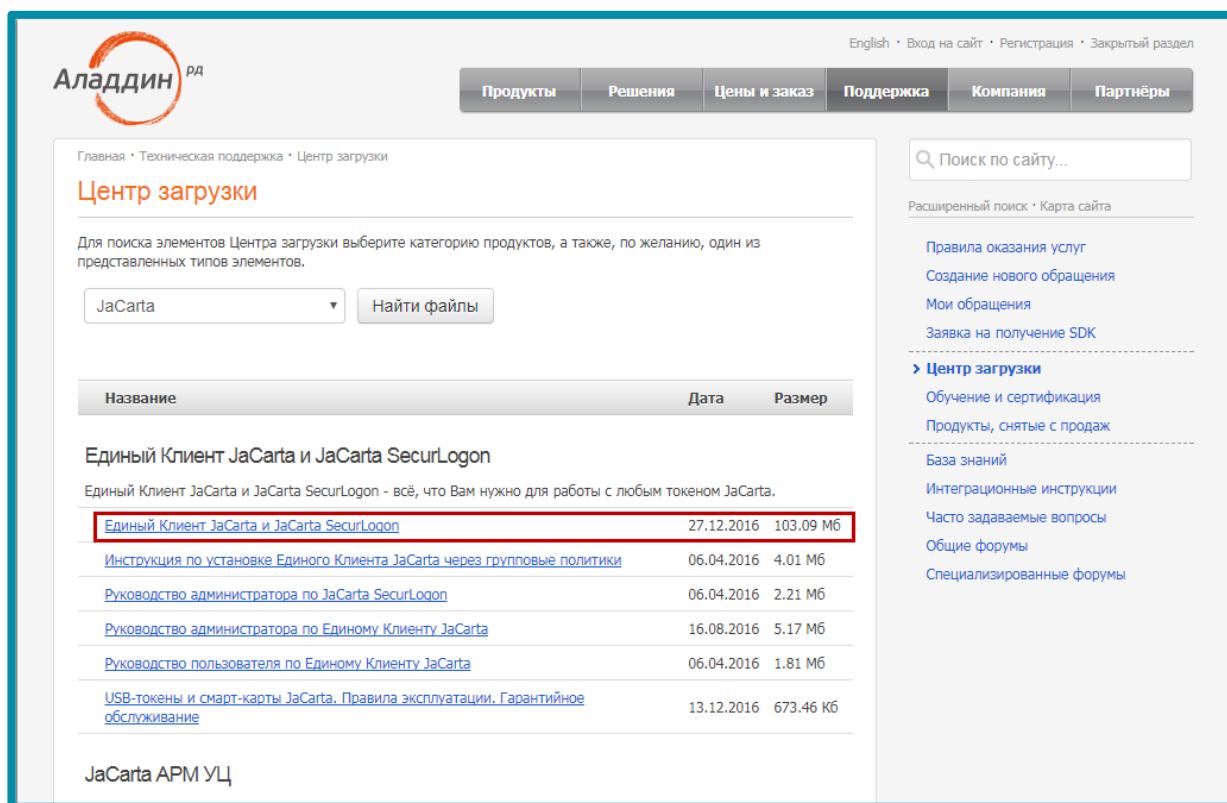 English · Вход на сайт · Регистрация · Закрытый раздел
Аладдин РД
Продукты Решения Цены и заказ Поддержка Компания Партнёры
Главная · Техническая поддержка · Центр загрузки
Центр загрузки
Для поиска элементов Центра загрузки выберите категорию продуктов, а также, по желанию, один из
представленных типов элементов.
JaCarta Найти файлы
Название Дата Размер
Единый Клиент JaCarta и JaCarta SecurLogon
Единый Клиент JaCarta и JaCarta SecurLogon - всё, что Вам нужно для работы с любым токеном JaCarta.
Единый Клиент JaCarta и JaCarta SecurLogon 27.12.2016 103.09 Мб
Инструкция по установке Единого Клиента JaCarta через групповые политики 06.04.2016 4.01 Мб
Руководство администратора по JaCarta SecurLogon 06.04.2016 2.21 Мб
Руководство администратора по Единому Клиенту JaCarta 16.08.2016 5.17 Мб
Руководство пользователя по Единому Клиенту JaCarta 06.04.2016 1.81 Мб
USB-токены и смарт-карты JaCarta. Правила эксплуатации. Гарантийное
обслуживание 13.12.2016 673.46 Кб
JaCarta АРМ УЦ
Поиск по сайту...
Расширенный поиск · Карта сайта
Правила оказания услуг
Создание нового обращения
Мои обращения
Заявка на получение SDK
Центр загрузки
Обучение и сертификация
Продукты, снятые с продаж
База знаний
Интеграционные инструкции
Часто задаваемые вопросы
Общие форумы
Специализированные форумы